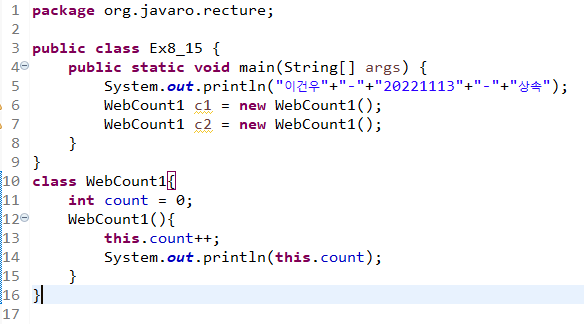 1 package org.javaro.recture;
2
3 public class Ex8_15 {
4 public static void main(String[] args) {
5 System.out.println("이건우"+"-"+"20221113"+"-"+"상속");
6 WebCount1 c1 = new WebCount1();
7 WebCount1 c2 = new WebCount1();
8 }
9 }
10 class WebCount1{
11 int count = 0;
12 WebCount1(){
13 this.count++;
14 System.out.println(this.count);
15 }
16 }
17